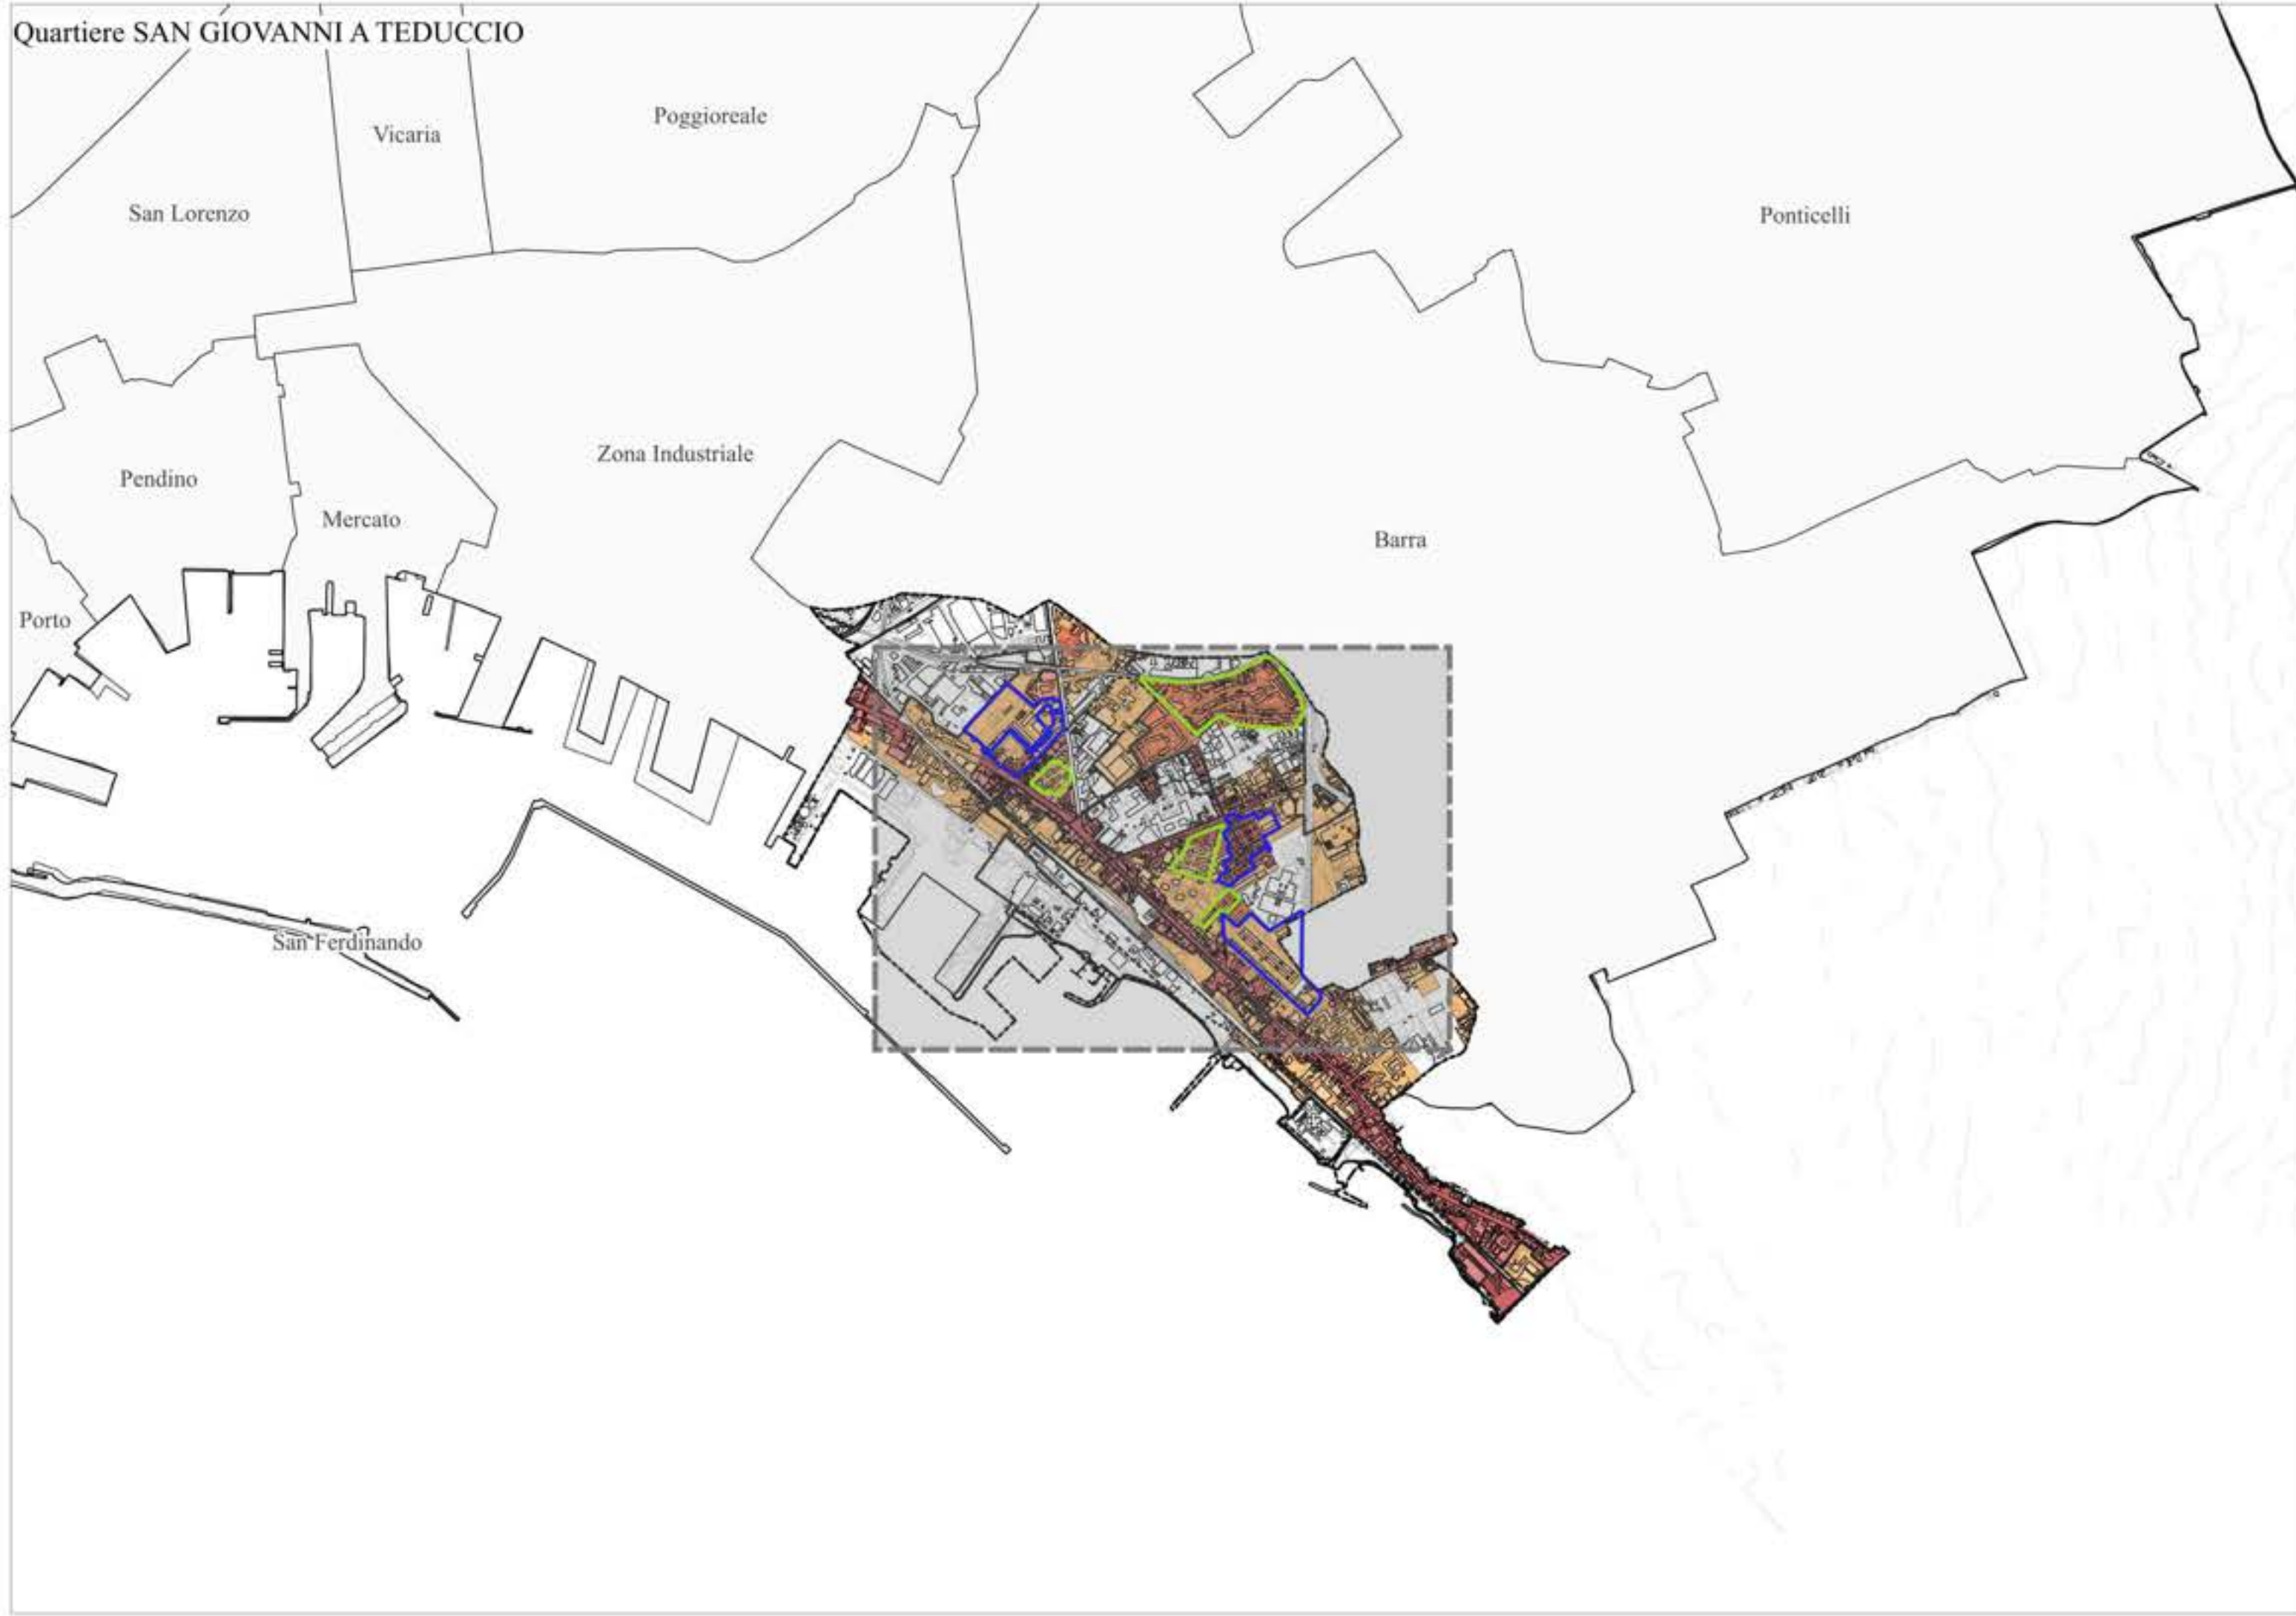 Quartiere SAN GIOVANNI A TEDUCCIO
Poggioreale
Vicaria
San Lorenzo
Ponticelli
Zona Industriale
Pendino
Mercato
Barra
Porto
San Ferdinando